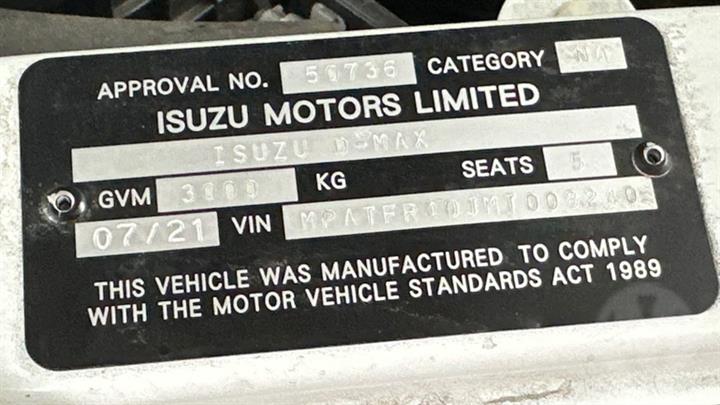 APPROVAL NO. 50736 CATEGORY NA
ISUZU MOTORS LIMITED
ISUZU D-MAX
GVM 3000 KG SEATS 5
07/21 VIN
THIS VEHICLE WAS MANUFACTURED TO COMPLY
WITH THE MOTOR VEHICLE STANDARDS ACT 1989